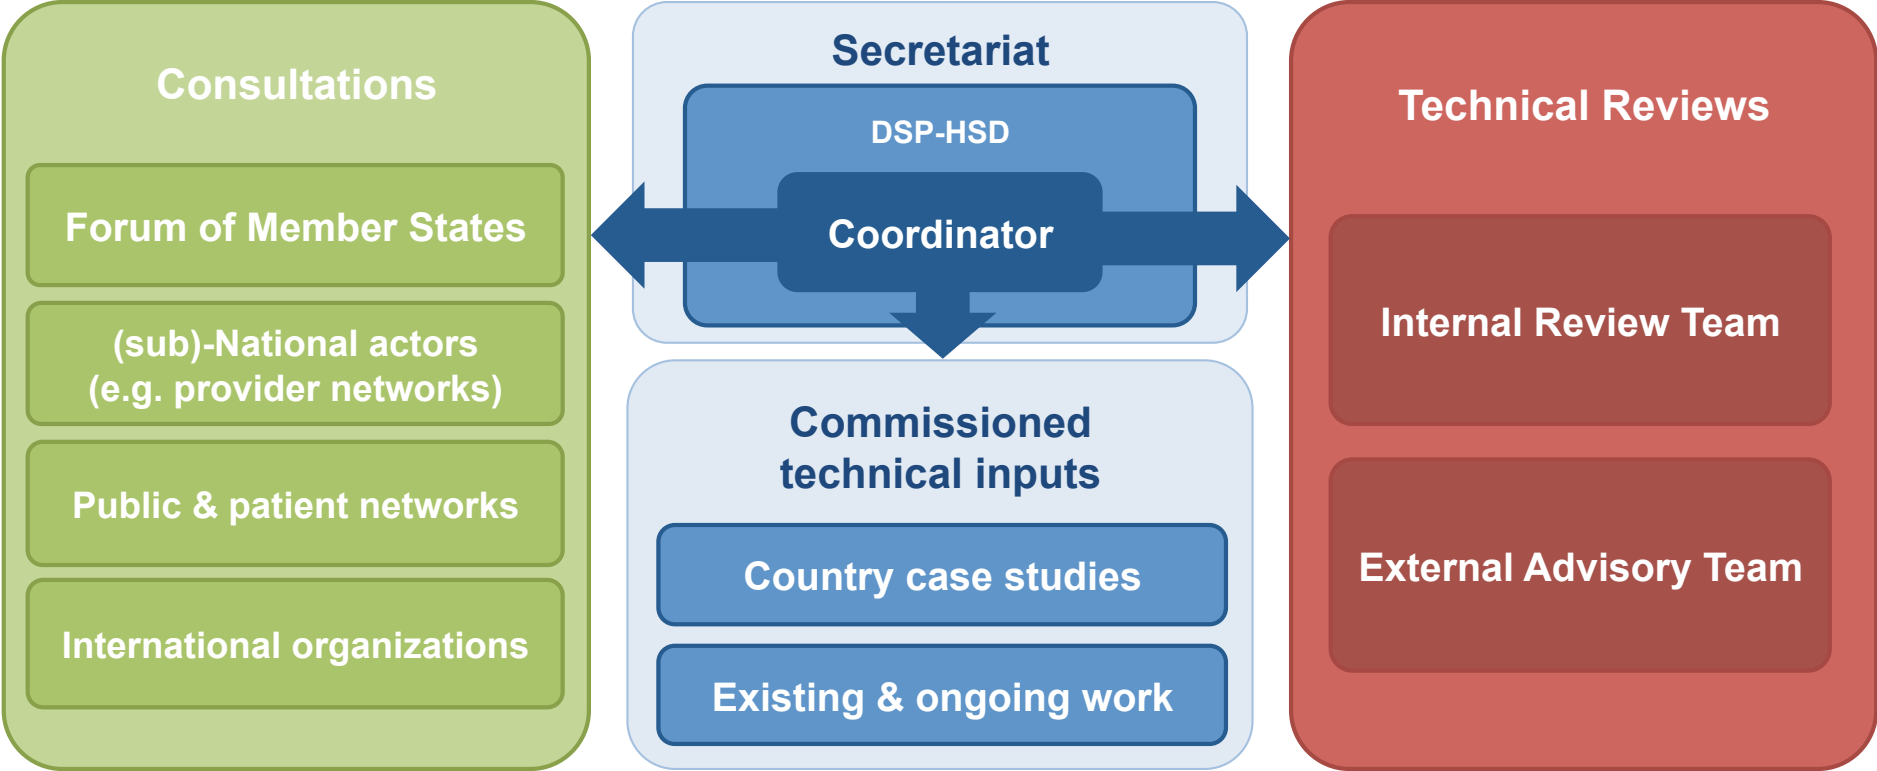 Consultations
Forum of Member States
(sub)-National actors
(e.g. provider networks)
Public & patient networks
International organizations
Secretariat
DSP-HSD
Coordinator
Commissioned
technical inputs
Country case studies
Existing & ongoing work
Technical Reviews
Internal Review Team
External Advisory Team